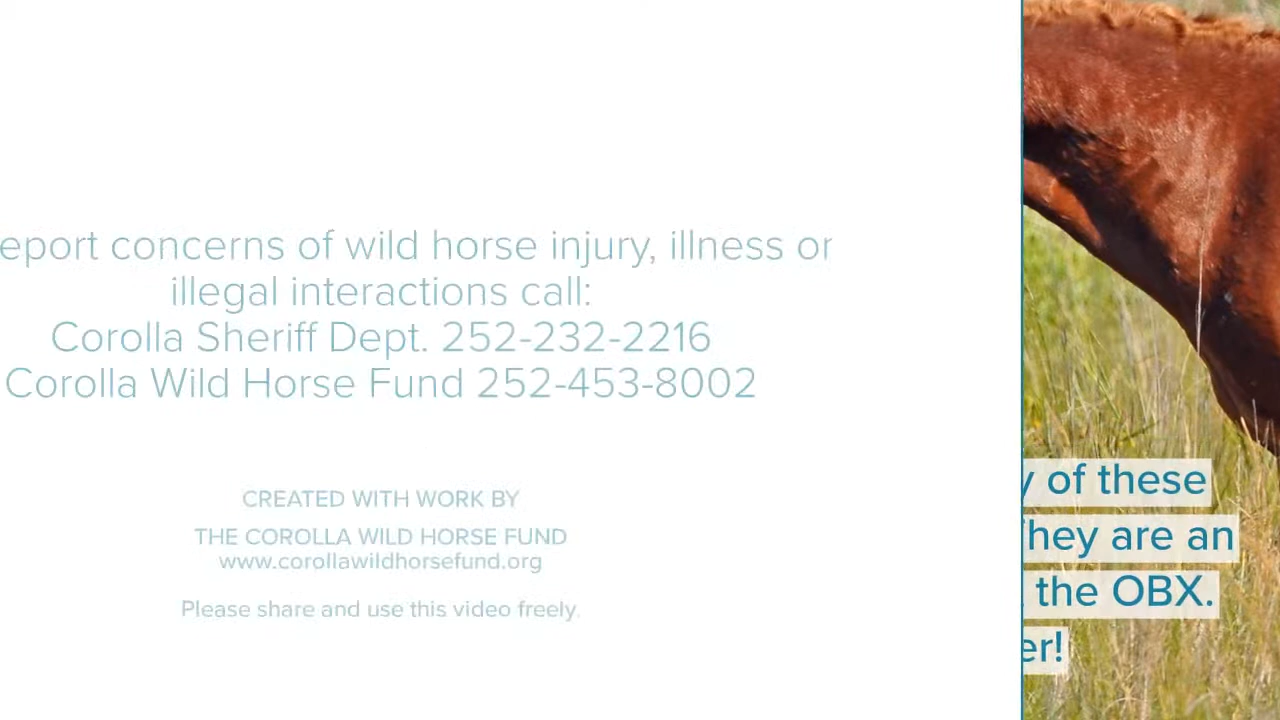 eport concerns of wild horse injury, illness or
illegal interactions call:
Corolla Sheriff Dept. 252-232-2216
Corolla Wild Horse Fund 252-453-8002
CREATED WITH WORK BY
THE COROLLA WILD HORSE FUND
www.corollawildhorsefund.org
Please share and use this video freely.
y of these
They are an
the OBX.
er!